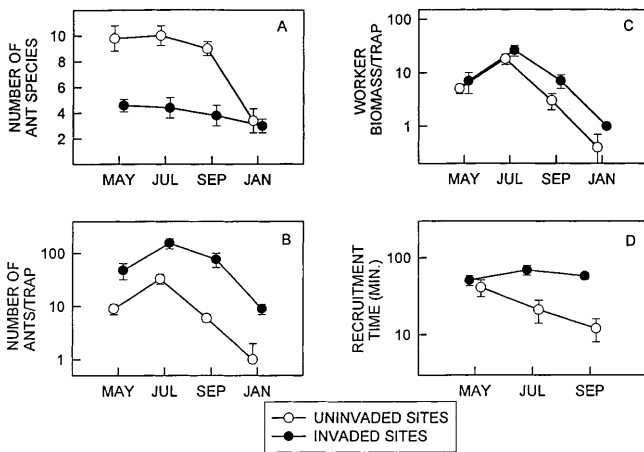 A
NUMBER OF
ANT SPECIES
10
8
6
4
2
MAY JUL SEP JAN
C
WORKER
BIOMASS/TRAP
100
10
1
MAY JUL SEP JAN
B
NUMBER OF
ANTS/TRAP
100
10
1
MAY JUL SEP JAN
D
RECRUITMENT
TIME (MIN.)
100
10
MAY JUL SEP
UNINVADED SITES
INVADED SITES